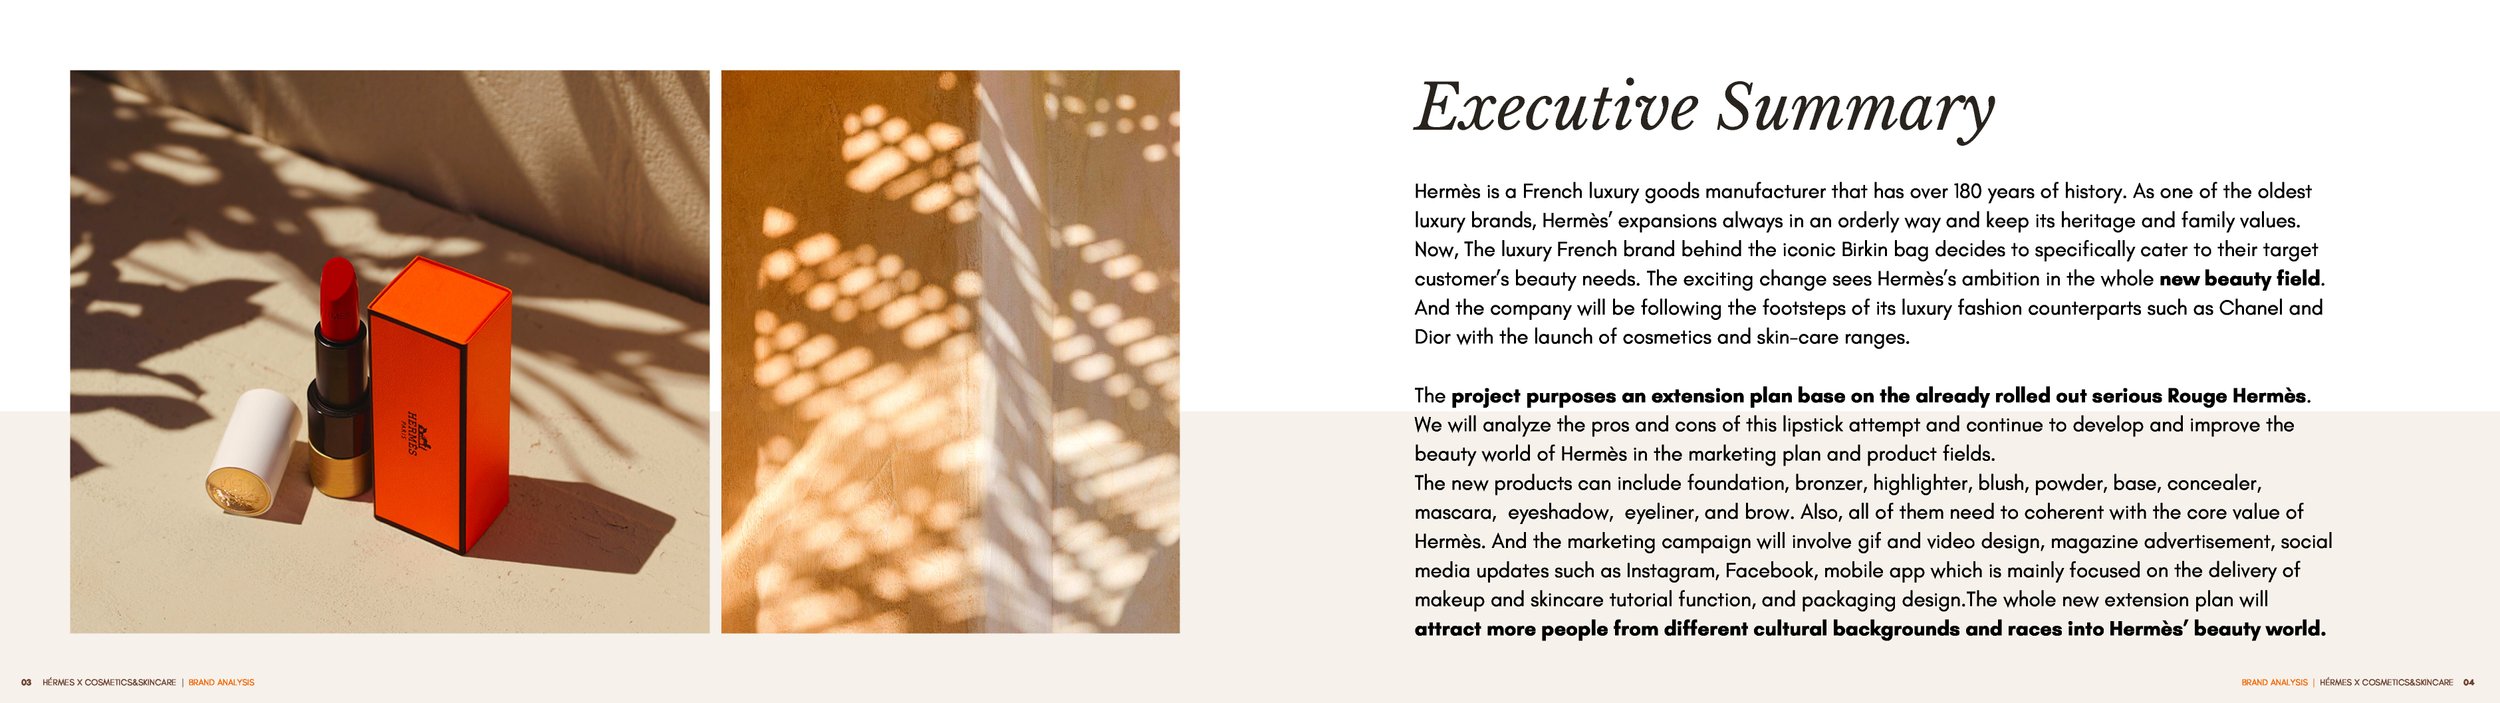 HERMÈS
PARIS
Executive Summary
Hermès is a French luxury goods manufacturer that has over 180 years of history. As one of the oldest
luxury brands, Hermès’ expansions always in an orderly way and keep its heritage and family values.
Now, The luxury French brand behind the iconic Birkin bag decides to specifically cater to their target
customer’s beauty needs. The exciting change sees Hermès’s ambition in the whole new beauty field.
And the company will be following the footsteps of its luxury fashion counterparts such as Chanel and
Dior with the launch of cosmetics and skin-care ranges.
The project purposes an extension plan base on the already rolled out serious Rouge Hermès.
We will analyze the pros and cons of this lipstick attempt and continue to develop and improve the
beauty world of Hermès in the marketing plan and product fields.
The new products can include foundation, bronzer, highlighter, blush, powder, base, concealer,
mascara,  eyeshadow,  eyeliner, and brow. Also, all of them need to coherent with the core value of
Hermès. And the marketing campaign will involve gif and video design, magazine advertisement, social
media updates such as Instagram, Facebook, mobile app which is mainly focused on the delivery of
makeup and skincare tutorial function, and packaging design.The whole new extension plan will
attract more people from different cultural backgrounds and races into Hermès’ beauty world.
03 HÉRMES X COSMETICS&SKINCARE | BRAND ANALYSIS
BRAND ANALYSIS | HÉRMES X COSMETICS&SKINCARE 04